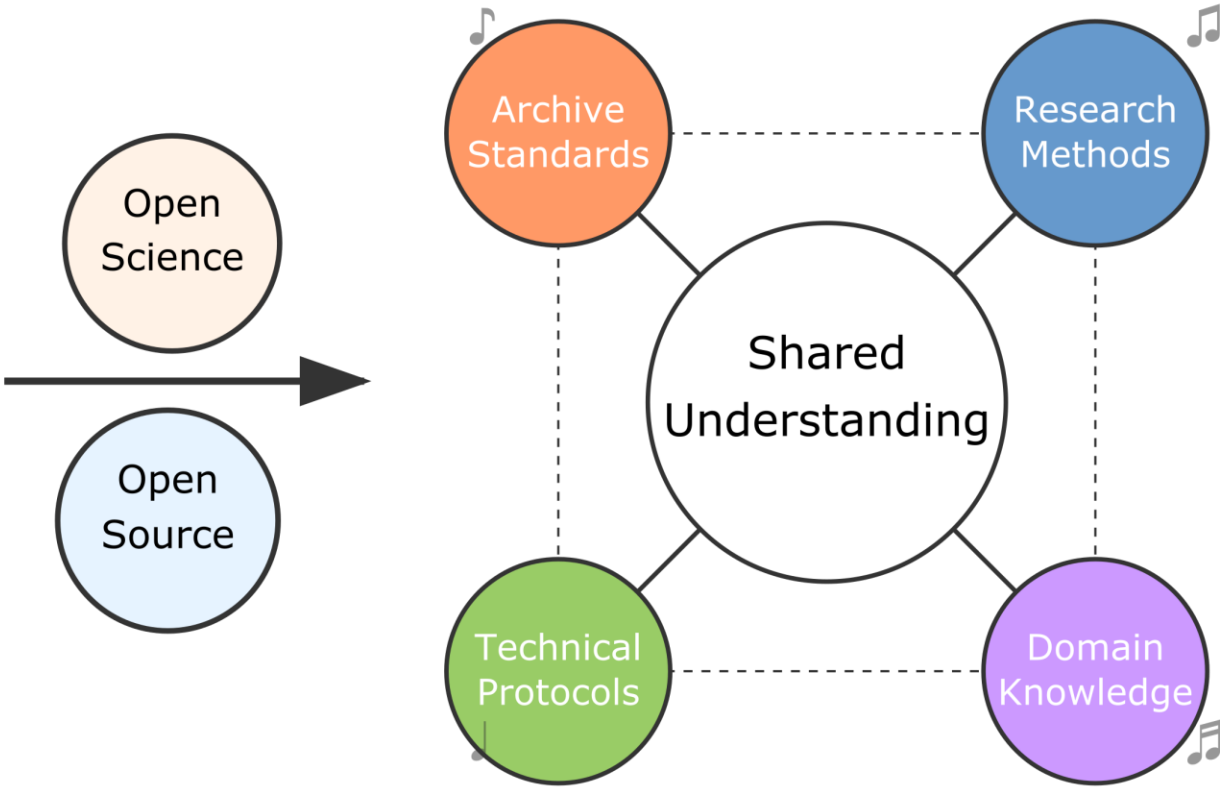 Open
Science
Open
Source
Archive
Standards
Research
Methods
Shared
Understanding
Technical
Protocols
Domain
Knowledge